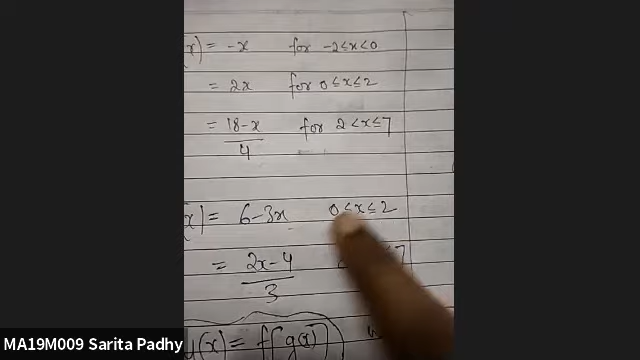 (x) = -x for -2≤x<0
= 2x for 0≤x≤2
= 18-x / 4 for 2<x≤7
x) = 6-3x 0≤x≤2
= 2x-4 / 3 7
(x) = f(g(x))
MA19M009 Sarita Padhy